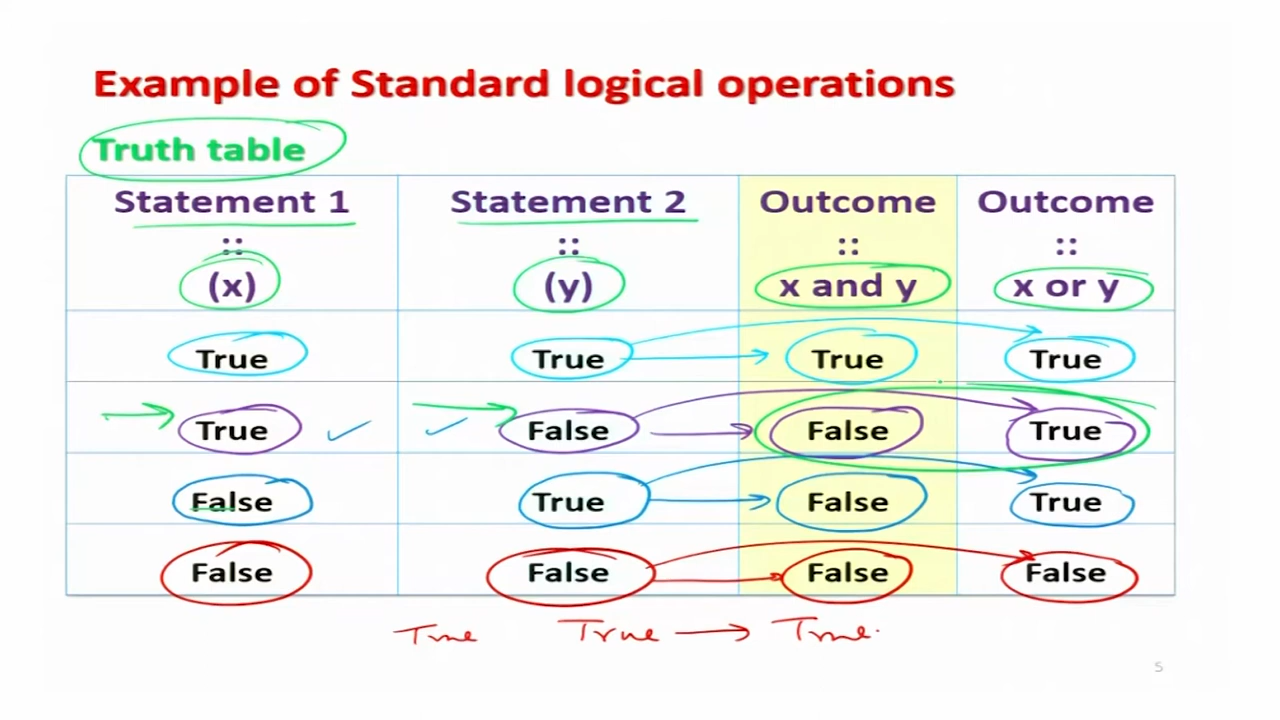 Example of Standard logical operations
Truth table
Statement 1 Statement 2 Outcome Outcome
:: :: :: ::
(x) (y) x and y x or y
True True True True
True False False True
False True False True
False False False False
True True True.
5